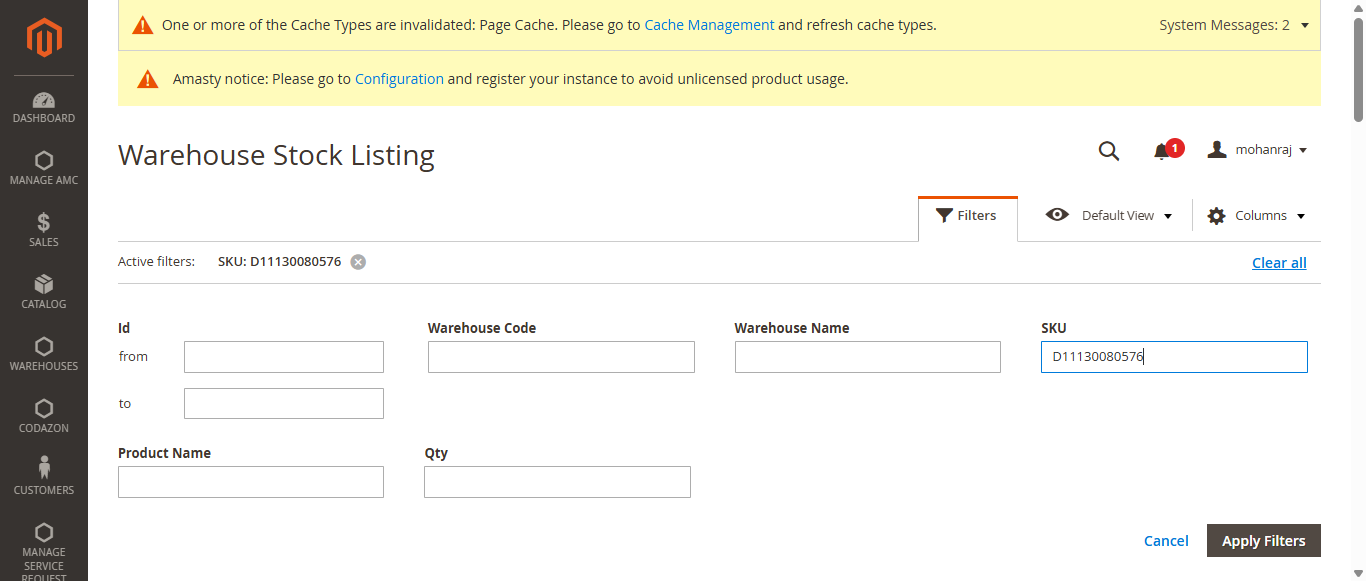 One or more of the Cache Types are invalidated: Page Cache. Please go to Cache Management and refresh cache types.
System Messages: 2
Amasty notice: Please go to Configuration and register your instance to avoid unlicensed product usage.
Warehouse Stock Listing
1
mohanraj
Filters
Default View
Columns
Active filters:
SKU: D11130080576
Clear all
Id
Warehouse Code
Warehouse Name
SKU
from
D11130080576
to
Product Name
Qty
Cancel
Apply Filters
DASHBOARD
MANAGE AMC
$
SALES
CATALOG
WAREHOUSES
CODAZON
CUSTOMERS
MANAGE
SERVICE
REQUEST